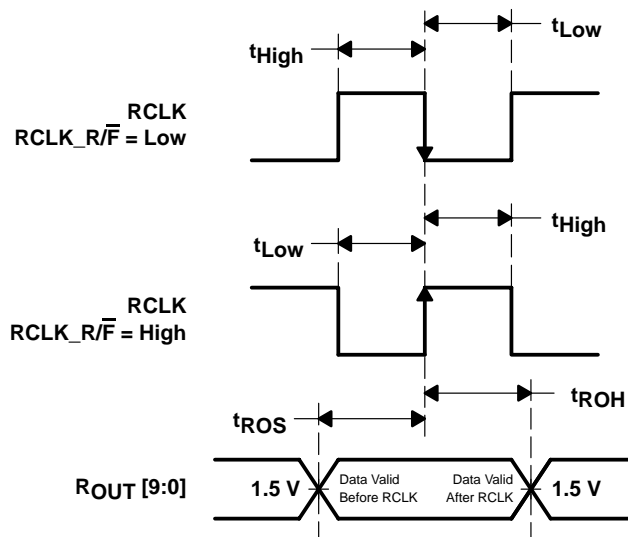 tLow
tHigh
RCLK
RCLK_R/F̅ = Low
tHigh
tLow
RCLK
RCLK_R/F̅ = High
tROH
tROS
ROUT [9:0]
1.5 V
Data Valid
Before RCLK
Data Valid
After RCLK
1.5 V